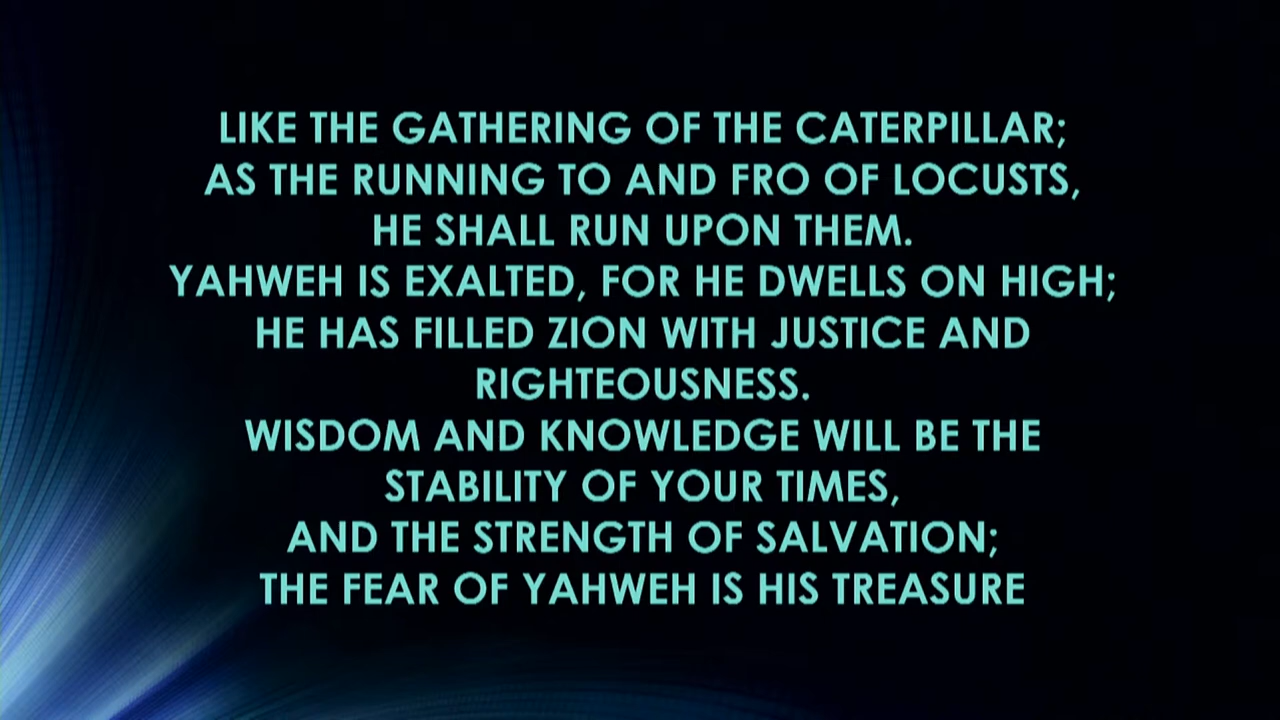 LIKE THE GATHERING OF THE CATERPILLAR;
AS THE RUNNING TO AND FRO OF LOCUSTS,
HE SHALL RUN UPON THEM.
YAHWEH IS EXALTED, FOR HE DWELLS ON HIGH;
HE HAS FILLED ZION WITH JUSTICE AND
RIGHTEOUSNESS.
WISDOM AND KNOWLEDGE WILL BE THE
STABILITY OF YOUR TIMES,
AND THE STRENGTH OF SALVATION;
THE FEAR OF YAHWEH IS HIS TREASURE